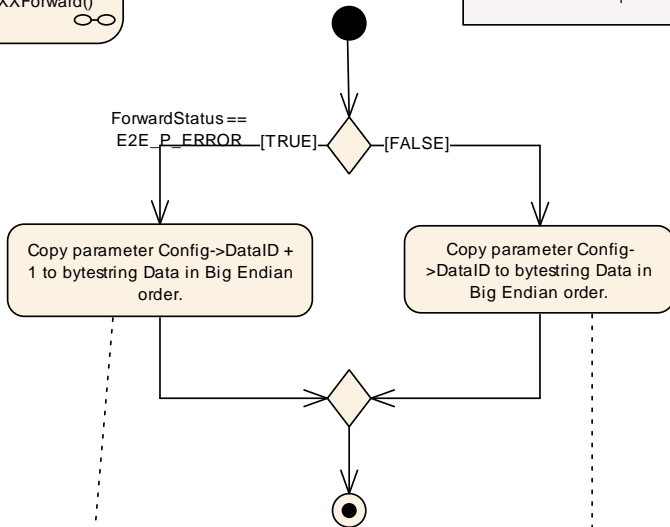 XXForward()
ForwardStatus ==
E2E_P_ERROR
[TRUE]
[FALSE]
Copy parameter Config->DataID +
1 to bytestring Data in Big Endian
order.
Copy parameter Config-
>DataID to bytestring Data in
Big Endian order.